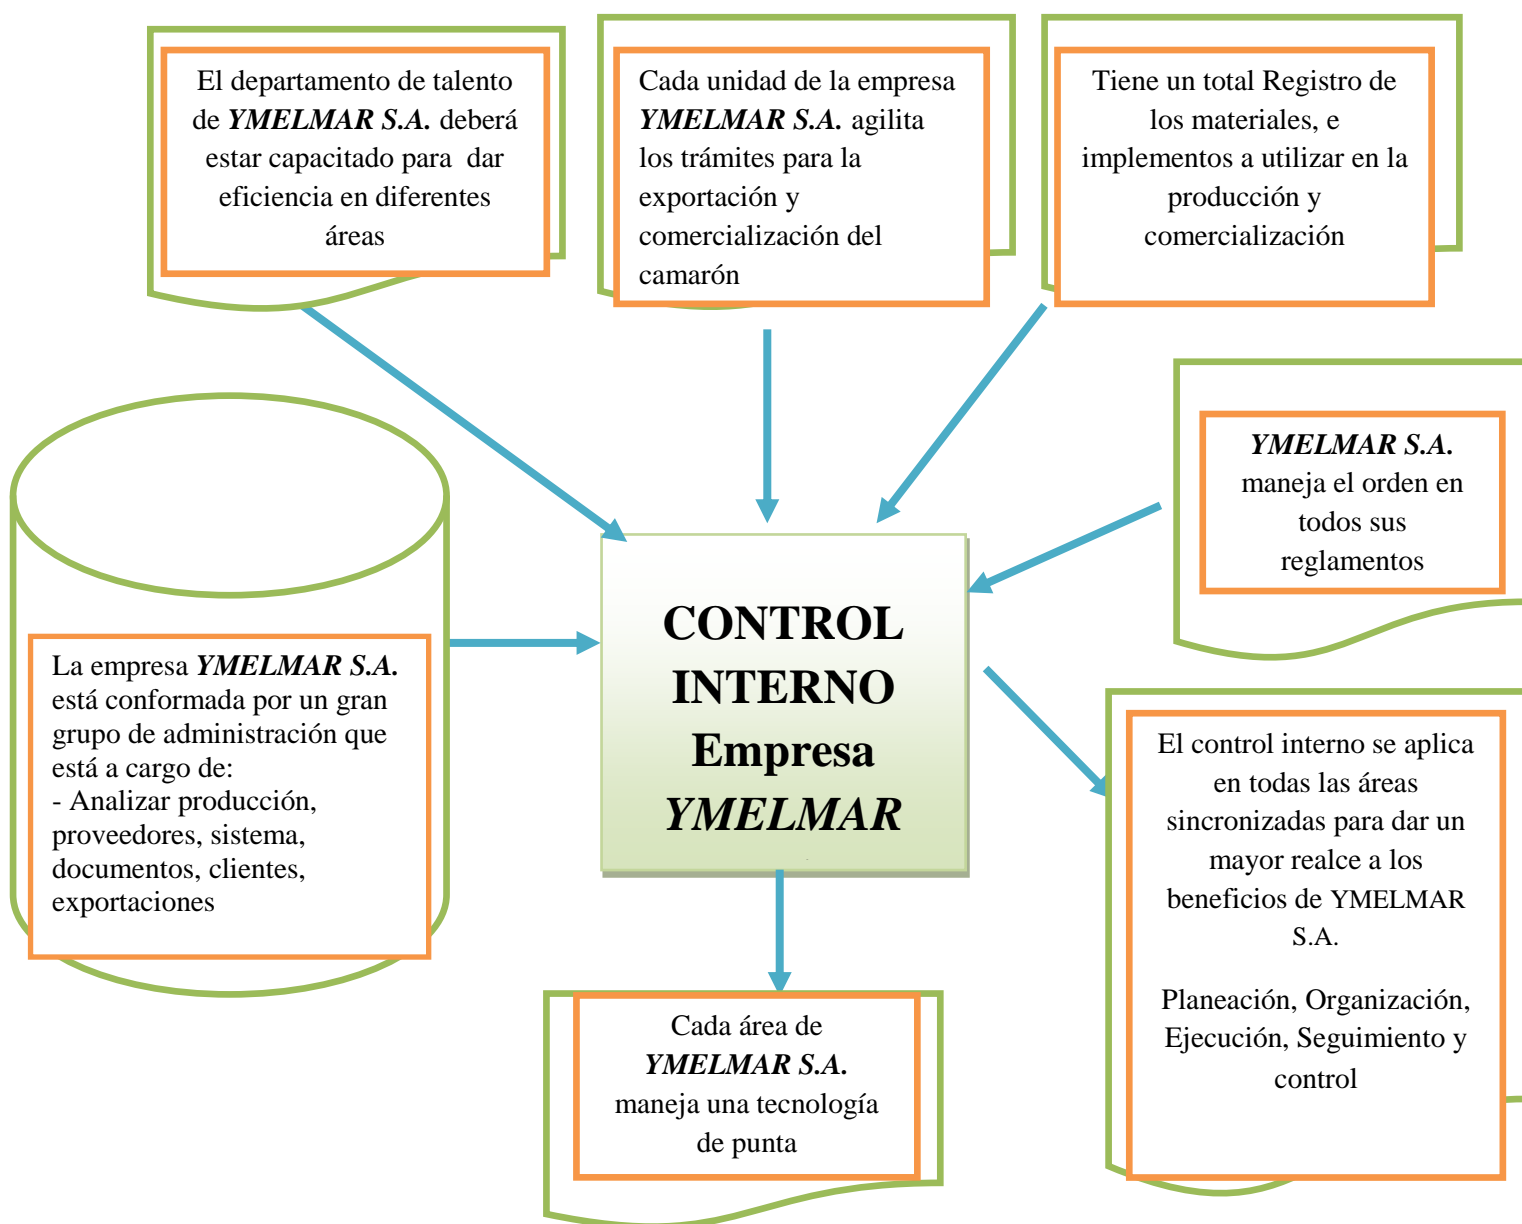 El departamento de talento
de YMELMAR S.A. deberá
estar capacitado para dar
eficiencia en diferentes
áreas
Cada unidad de la empresa
YMELMAR S.A. agilita
los trámites para la
exportación y
comercialización del
camarón
Tiene un total Registro de
los materiales, e
implementos a utilizar en la
producción y
comercialización
YMELMAR S.A.
maneja el orden en
todos sus
reglamentos
La empresa YMELMAR S.A.
está conformada por un gran
grupo de administración que
está a cargo de:
- Analizar producción,
proveedores, sistema,
documentos, clientes,
exportaciones
CONTROL
INTERNO
Empresa
YMELMAR
El control interno se aplica
en todas las áreas
sincronizadas para dar un
mayor realce a los
beneficios de YMELMAR
S.A.
Planeación, Organización,
Ejecución, Seguimiento y
control
Cada área de
YMELMAR S.A.
maneja una tecnología
de punta